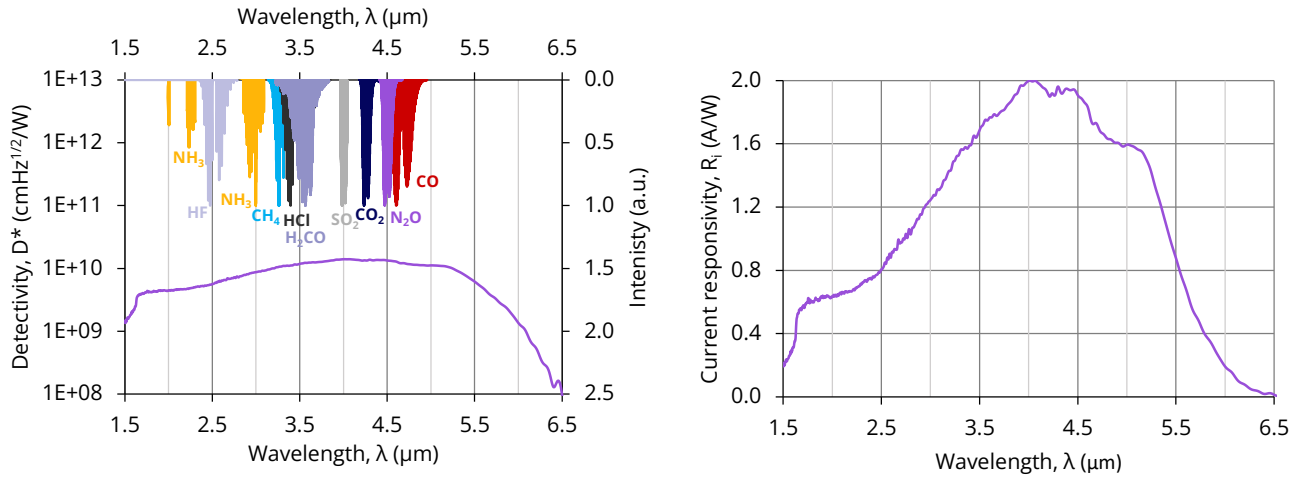 Wavelength, λ (μm)
1.5 2.5 3.5 4.5 5.5 6.5
1E+13
1E+12
1E+11
1E+10
1E+09
1E+08
Detectivity, D* (cmHz1/2/W)
0.0
0.5
1.0
1.5
2.0
2.5
Intenisty (a.u.)
NH3
HF
NH3
CH4
HCl
H2CO
SO2
CO2
N2O
CO
1.5 2.5 3.5 4.5 5.5 6.5
Wavelength, λ (μm)
2.0
1.6
1.2
0.8
0.4
0.0
Current responsivity, Ri (A/W)
1.5 2.5 3.5 4.5 5.5 6.5
Wavelength, λ (μm)